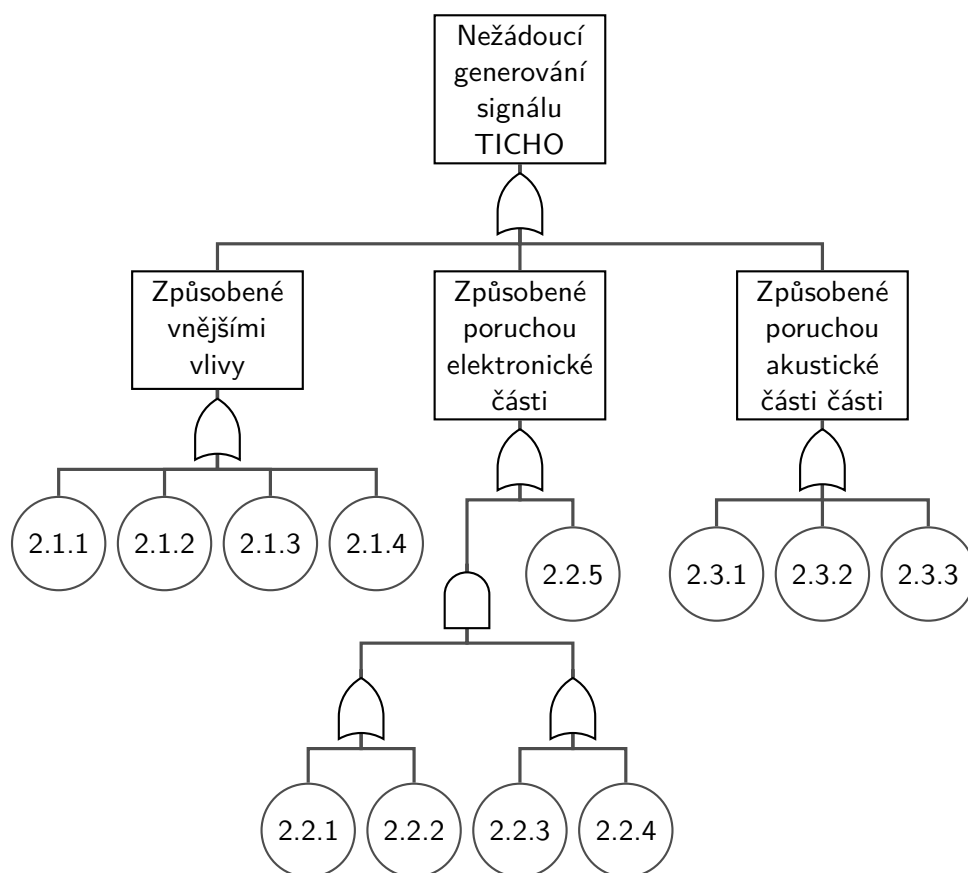 Nežádoucí
generování
signálu
TICHO
Způsobené
vnějšími
vlivy
Způsobené
poruchou
elektronické
části
Způsobené
poruchou
akustické
části části
2.1.1
2.1.2
2.1.3
2.1.4
2.2.5
2.3.1
2.3.2
2.3.3
2.2.1
2.2.2
2.2.3
2.2.4